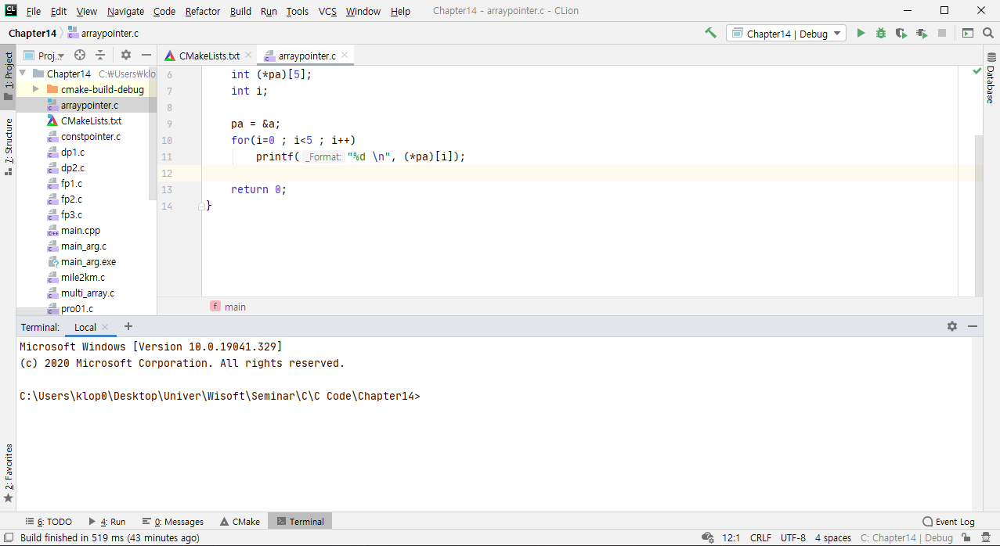 CL File Edit View Navigate Code Refactor Build Run Tools VCS Window Help Chapter14 - arraypointer.c - CLion
Chapter14 arraypointer.c Chapter14 | Debug
1: Project
Proj.. CMakeLists.txt arraypointer.c
Chapter14 C:₩Users₩klo
cmake-build-debug
arraypointer.c
CMakeLists.txt
constpointer.c
dp1.c
dp2.c
fp1.c
fp2.c
fp3.c
main.cpp
main_arg.c
main_arg.exe
mile2km.c
multi_array.c
pro01.c
7: Structure
6 int (*pa)[5];
7 int i;
8
9 pa = &a;
10 for(i=0 ; i<5 ; i++)
11 printf( _Format: "%d \n", (*pa)[i]);
12
13 return 0;
14 }
f main
Database
Terminal: Local
Microsoft Windows [Version 10.0.19041.329]
(c) 2020 Microsoft Corporation. All rights reserved.
C:\Users\klop0\Desktop\Univer\Wisoft\Seminar\C\C Code\Chapter14>
2: Favorites
6: TODO 4: Run 0: Messages CMake Terminal Event Log
Build finished in 519 ms (43 minutes ago) 12:1 CRLF UTF-8 4 spaces C: Chapter14 | Debug